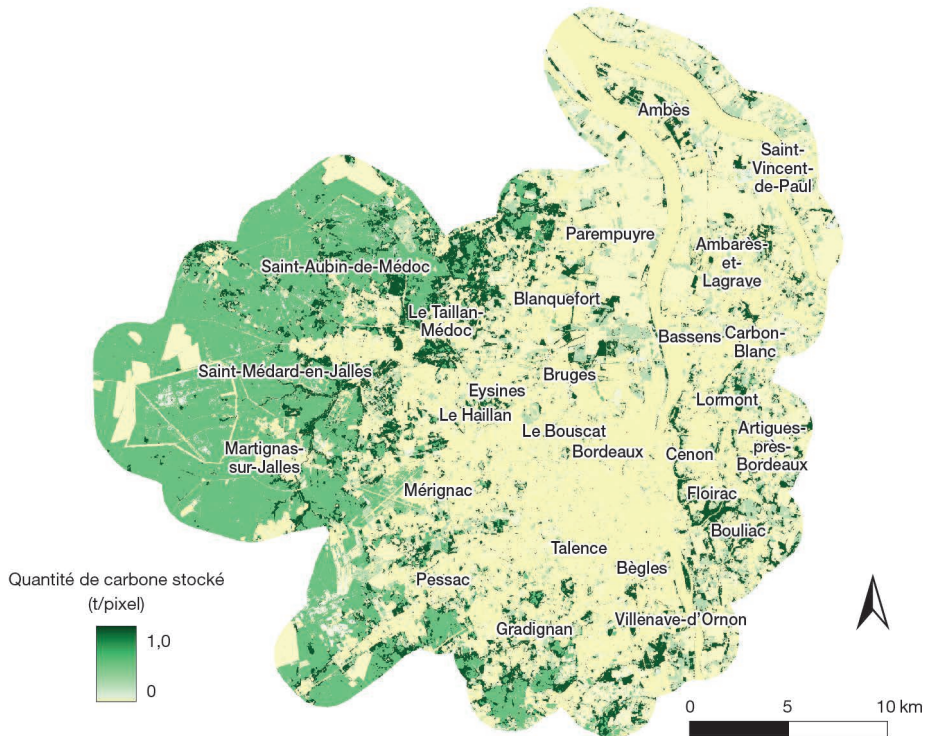 Ambès
Saint-
Vincent-
de-Paul
Parempuyre
Ambarès-
et-
Lagrave
Saint-Aubin-de-Médoc
Blanquefort
Le Taillan-
Médoc
Bassens
Carbon-
Blanc
Saint-Médard-en-Jalles
Bruges
Eysines
Lormont
Le Haillan
Le Bouscat
Artigues-
près-
Bordeaux
Bordeaux
Cenon
Martignas-
sur-Jalles
Mérignac
Floirac
Bouliac
Talence
Bègles
Pessac
Villenave-d'Ornon
Gradignan
Quantité de carbone stocké
(t/pixel)
1,0
0
0 5 10 km